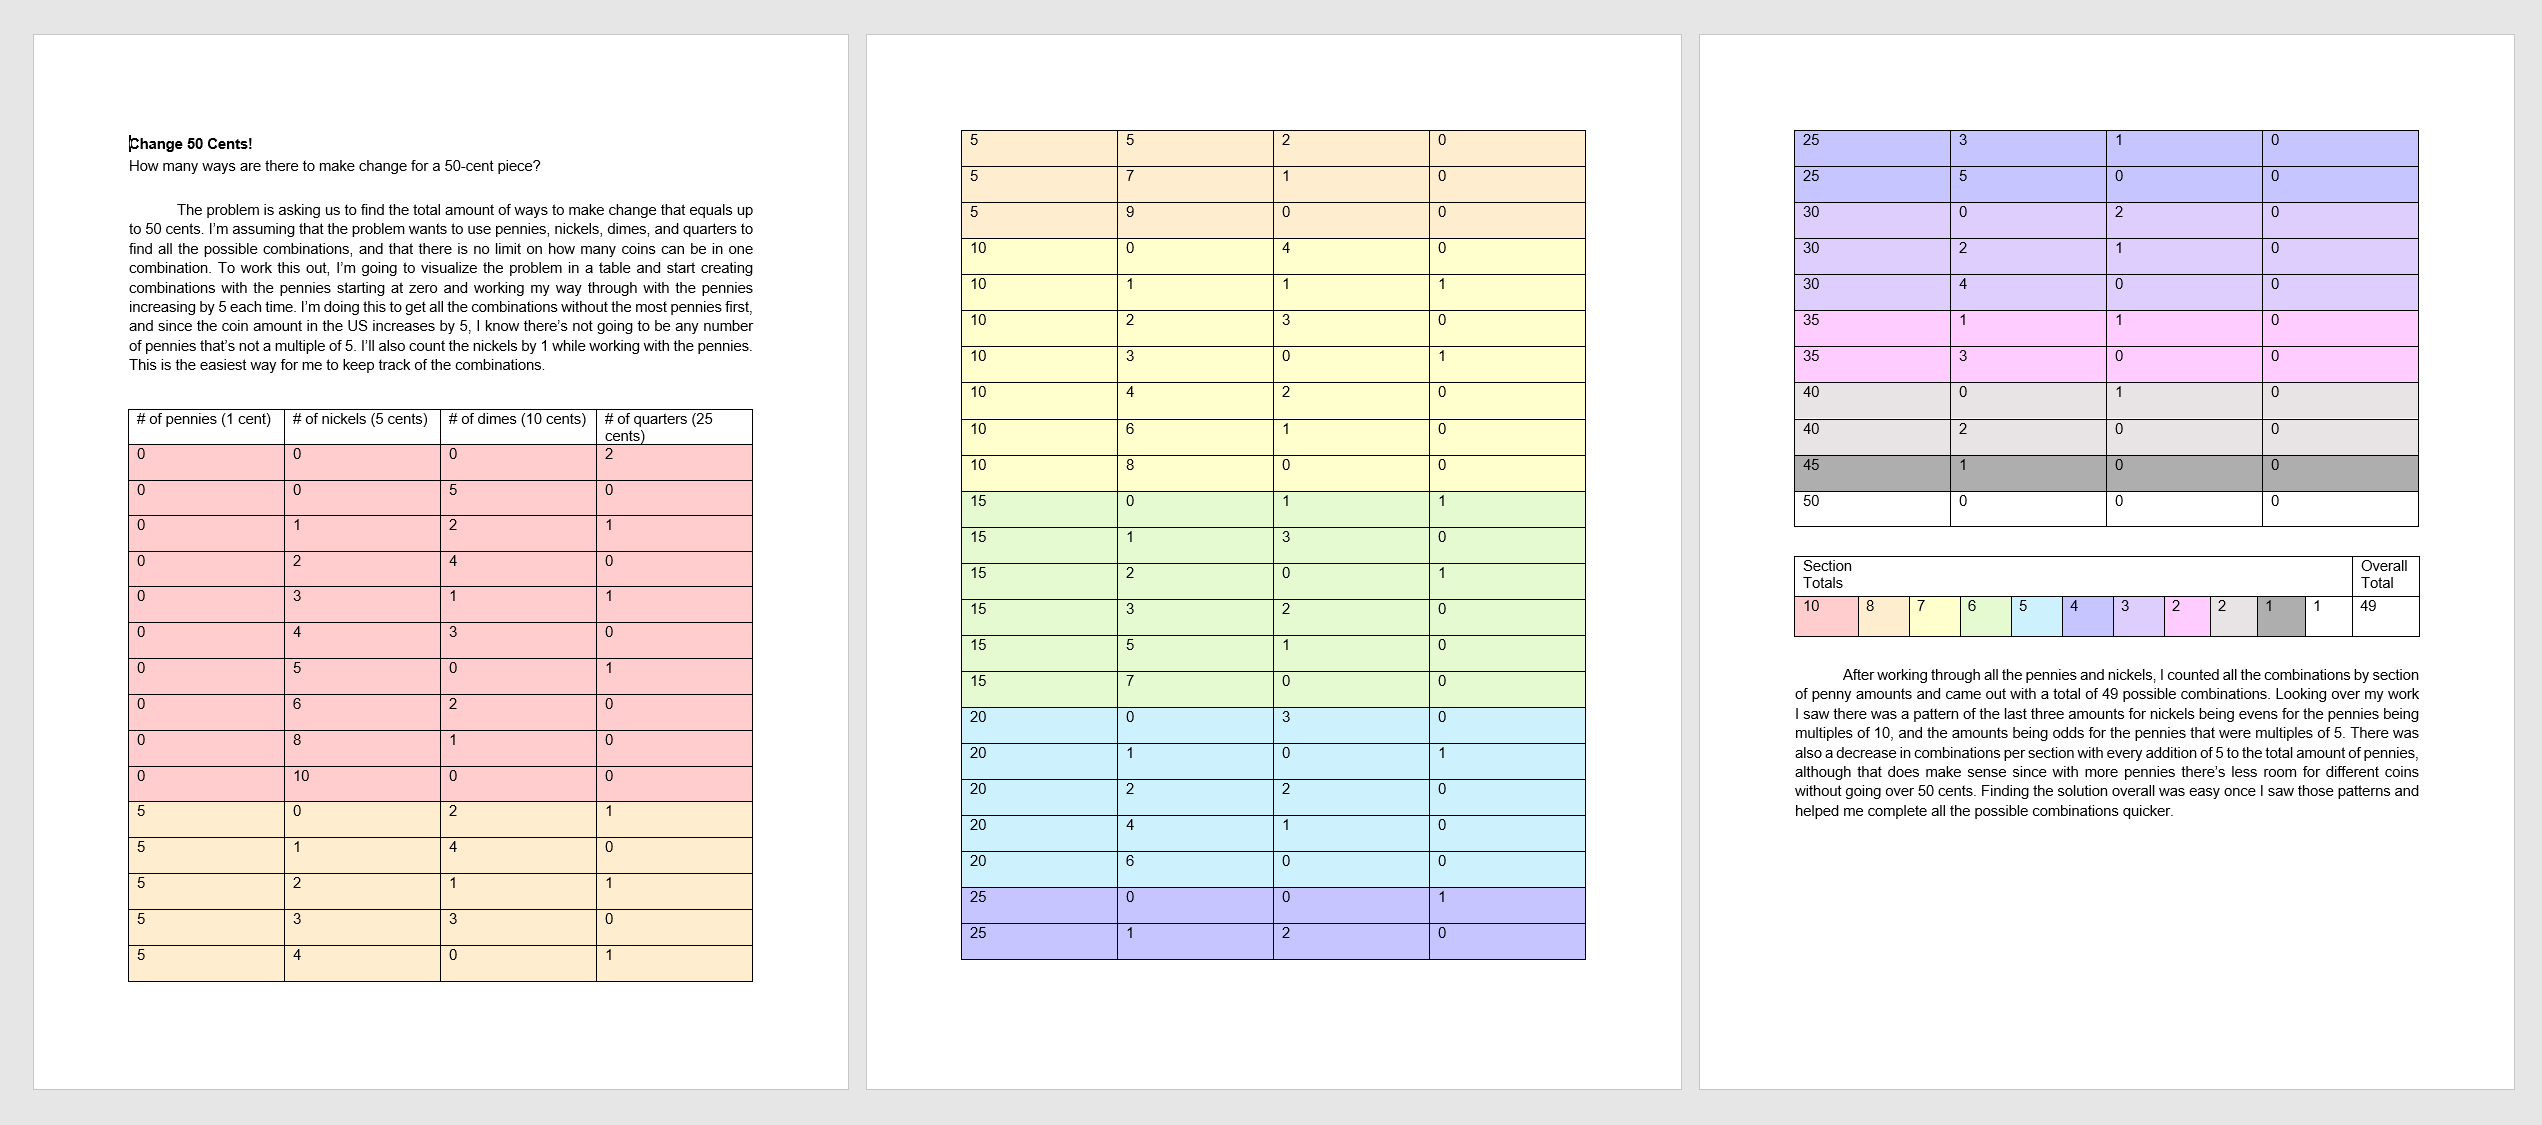 Change 50 Cents!
How many ways are there to make change for a 50-cent piece?
The problem is asking us to find the total amount of ways to make change that equals up
to 50 cents. I’m assuming that the problem wants to use pennies, nickels, dimes, and quarters to
find all the possible combinations, and that there is no limit on how many coins can be in one
combination. To work this out, I’m going to visualize the problem in a table and start creating
combinations with the pennies starting at zero and working my way through with the pennies
increasing by 5 each time. I’m doing this to get all the combinations without the most pennies first,
and since the coin amount in the US increases by 5, I know there’s not going to be any number
of pennies that’s not a multiple of 5. I’ll also count the nickels by 1 while working with the pennies.
This is the easiest way for me to keep track of the combinations.
# of pennies (1 cent) # of nickels (5 cents) # of dimes (10 cents) # of quarters (25
cents)
0 0 0 2
0 0 5 0
0 1 2 1
0 2 4 0
0 3 1 1
0 4 3 0
0 5 0 1
0 6 2 0
0 8 1 0
0 10 0 0
5 0 2 1
5 1 4 0
5 2 1 1
5 3 3 0
5 4 0 1
5 5 2 0
5 7 1 0
5 9 0 0
10 0 4 0
10 1 1 1
10 2 3 0
10 3 0 1
10 4 2 0
10 6 1 0
10 8 0 0
15 0 1 1
15 1 3 0
15 2 0 1
15 3 2 0
15 5 1 0
15 7 0 0
20 0 3 0
20 1 0 1
20 2 2 0
20 4 1 0
20 6 0 0
25 0 0 1
25 1 2 0
25 3 1 0
25 5 0 0
30 0 2 0
30 2 1 0
30 4 0 0
35 1 1 0
35 3 0 0
40 0 1 0
40 2 0 0
45 1 0 0
50 0 0 0
Section Overall
Totals Total
10 8 7 6 5 4 3 2 2 1 1 49
After working through all the pennies and nickels, I counted all the combinations by section
of penny amounts and came out with a total of 49 possible combinations. Looking over my work
I saw there was a pattern of the last three amounts for nickels being evens for the pennies being
multiples of 10, and the amounts being odds for the pennies that were multiples of 5. There was
also a decrease in combinations per section with every addition of 5 to the total amount of pennies,
although that does make sense since with more pennies there’s less room for different coins
without going over 50 cents. Finding the solution overall was easy once I saw those patterns and
helped me complete all the possible combinations quicker.